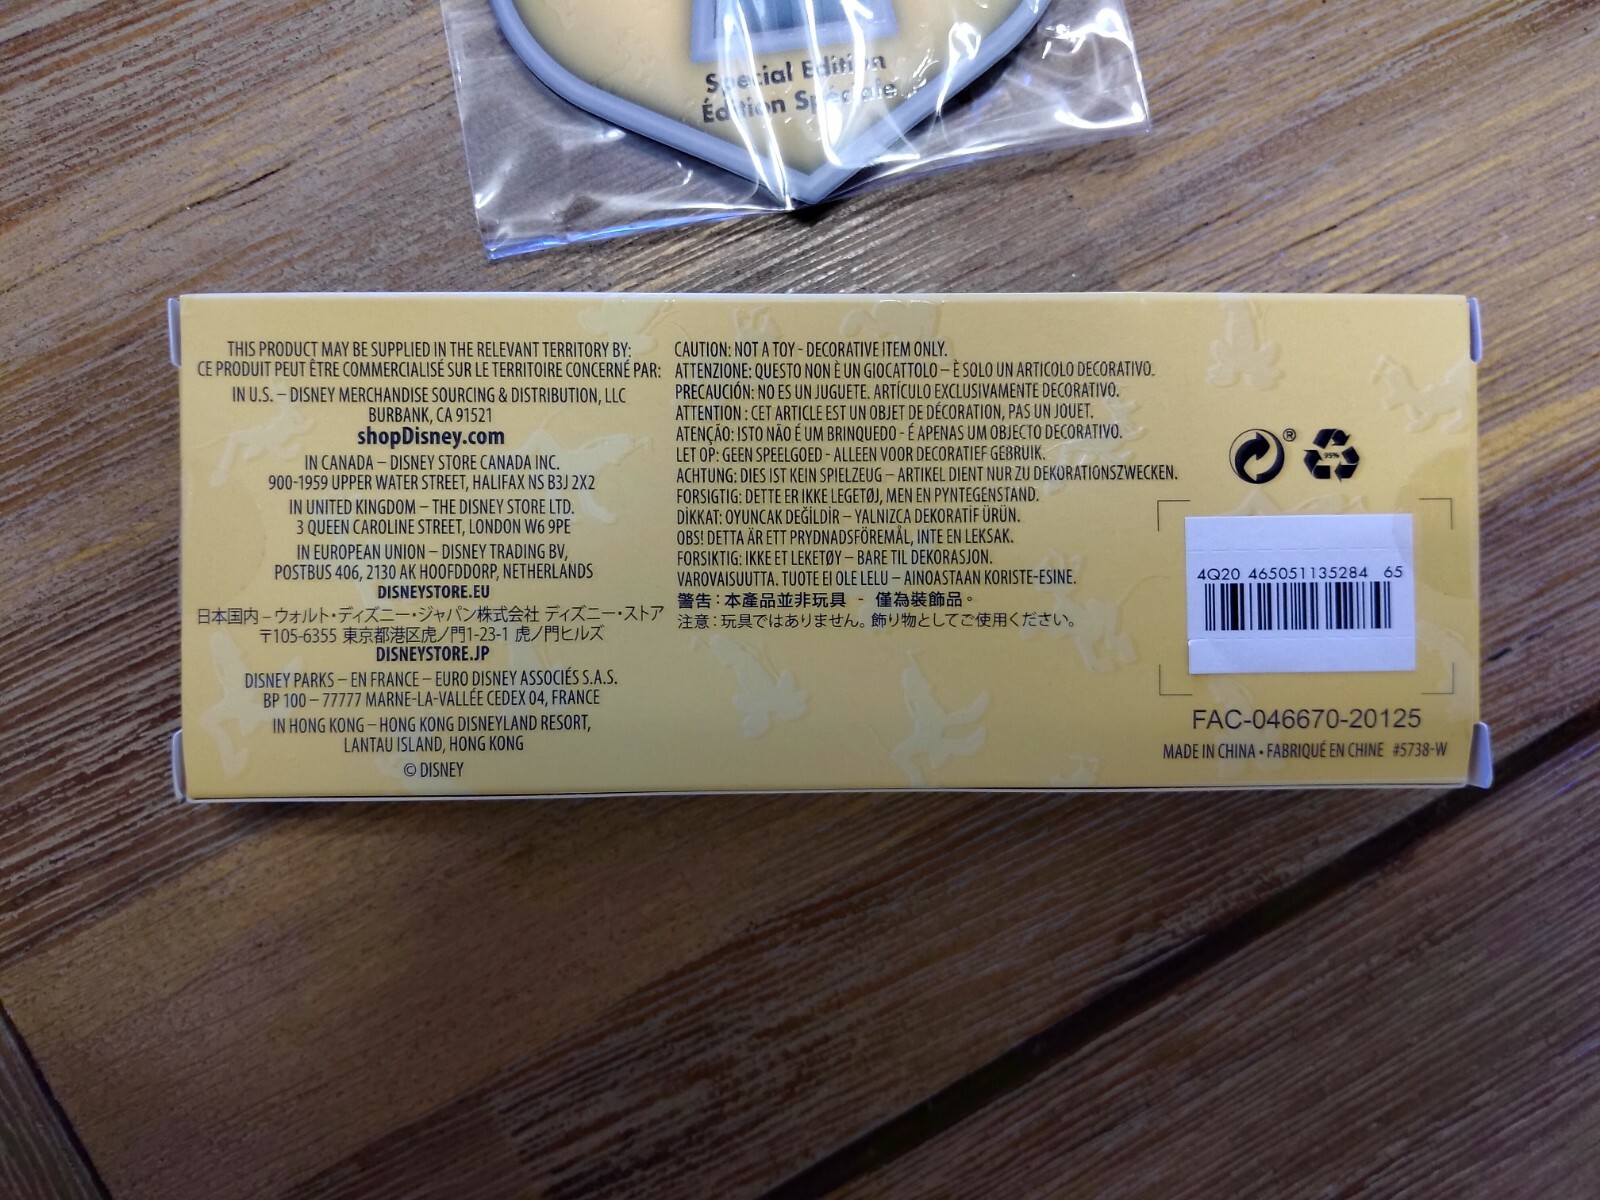 Special Edition
Édition Spéciale
THIS PRODUCT MAY BE SUPPLIED IN THE RELEVANT TERRITORY BY:
CE PRODUIT PEUT ÊTRE COMMERCIALISÉ SUR LE TERRITOIRE CONCERNÉ PAR:
IN U.S. – DISNEY MERCHANDISE SOURCING & DISTRIBUTION, LLC
BURBANK, CA 91521
shopDisney.com
IN CANADA – DISNEY STORE CANADA INC.
900-1959 UPPER WATER STREET, HALIFAX NS B3J 2X2
IN UNITED KINGDOM – THE DISNEY STORE LTD.
3 QUEEN CAROLINE STREET, LONDON W6 9PE
IN EUROPEAN UNION – DISNEY TRADING BV,
POSTBUS 406, 2130 AK HOOFDDORP, NETHERLANDS
DISNEYSTORE.EU
日本国内 – ウォルト・ディズニー・ジャパン株式会社 ディズニー・ストア
〒105-6355 東京都港区虎ノ門1-23-1 虎ノ門ヒルズ
DISNEYSTORE.JP
DISNEY PARKS – EN FRANCE – EURO DISNEY ASSOCIÉS S.A.S.
BP 100 – 77777 MARNE-LA-VALLÉE CEDEX 04, FRANCE
IN HONG KONG – HONG KONG DISNEYLAND RESORT,
LANTAU ISLAND, HONG KONG
© DISNEY
CAUTION: NOT A TOY - DECORATIVE ITEM ONLY.
ATTENZIONE: QUESTO NON È UN GIOCATTOLO – È SOLO UN ARTICOLO DECORATIVO.
PRECAUCIÓN: NO ES UN JUGUETE. ARTÍCULO EXCLUSIVAMENTE DECORATIVO.
ATTENTION : CET ARTICLE EST UN OBJET DE DÉCORATION, PAS UN JOUET.
ATENÇÃO: ISTO NÃO É UM BRINQUEDO - É APENAS UM OBJECTO DECORATIVO.
LET OP: GEEN SPEELGOED - ALLEEN VOOR DECORATIEF GEBRUIK.
ACHTUNG: DIES IST KEIN SPIELZEUG – ARTIKEL DIENT NUR ZU DEKORATIONSZWECKEN.
FORSIGTIG: DETTE ER IKKE LEGETØJ, MEN EN PYNTEGENSTAND.
DİKKAT: OYUNCAK DEĞİLDİR – YALNIZCA DEKORATİF ÜRÜN.
OBS! DETTA ÄR ETT PRYDNADSFÖREMÅL, INTE EN LEKSAK.
FORSIKTIG: IKKE ET LEKETØY – BARE TIL DEKORASJON.
VAROVAISUUTTA. TUOTE EI OLE LELU – AINOASTAAN KORISTE-ESINE.
警告：本產品並非玩具 - 僅為裝飾品。
注意：玩具ではありません。飾り物としてご使用ください。
®
95%
4Q20 465051135284 65
FAC-046670-20125
MADE IN CHINA • FABRIQUÉ EN CHINE #5738-W